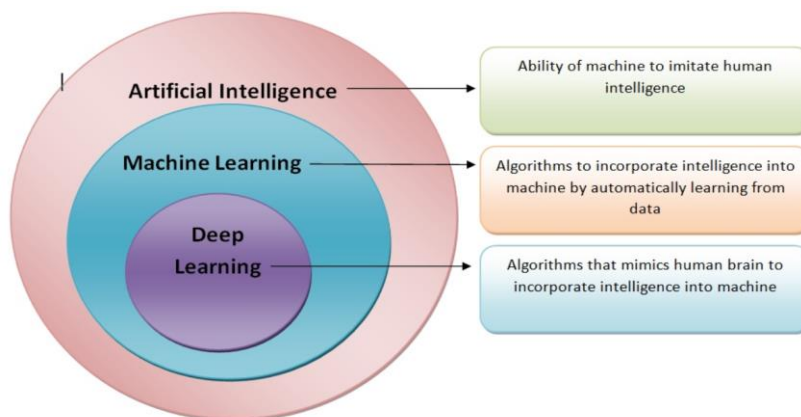 Artificial Intelligence
Ability of machine to imitate human
intelligence
Machine Learning
Algorithms to incorporate intelligence into
machine by automatically learning from
data
Deep
Learning
Algorithms that mimics human brain to
incorporate intelligence into machine